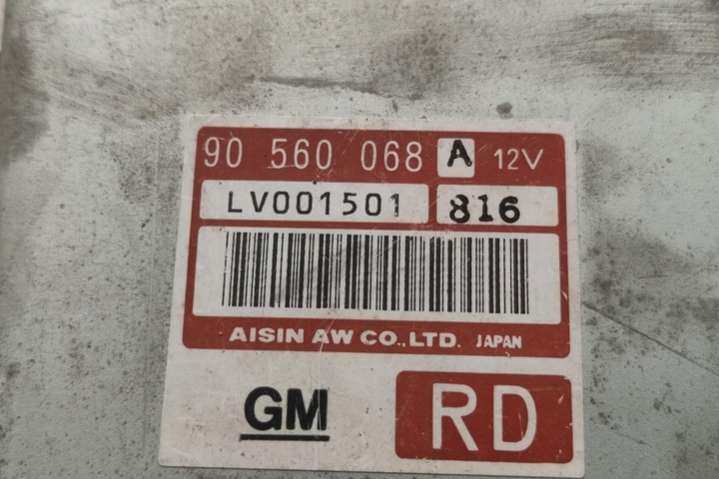 90 560 068 A 12V
LV001501 816
AISIN AW CO.,LTD. JAPAN
GM RD